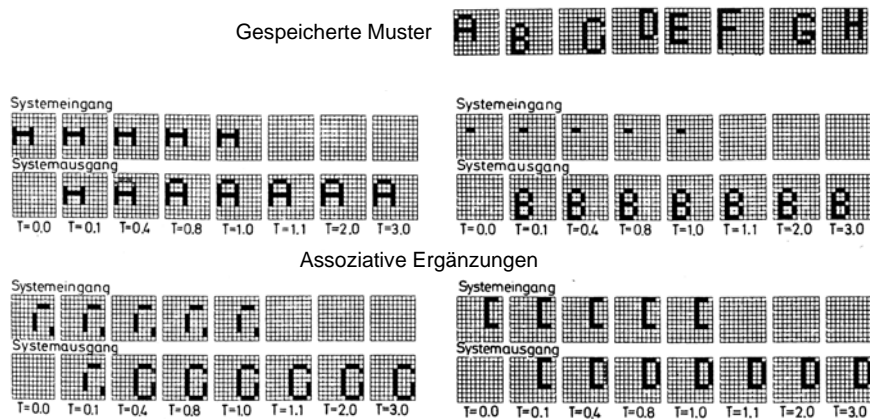 Gespeicherte Muster
A B C D E F G H
Systemeingang
Systemausgang
T=0.0 T=0.1 T=0.4 T=0.8 T=1.0 T=1.1 T=2.0 T=3.0
Systemeingang
Systemausgang
T=0.0 T=0.1 T=0.4 T=0.8 T=1.0 T=1.1 T=2.0 T=3.0
Assoziative Ergänzungen
Systemeingang
Systemausgang
T=0.0 T=0.1 T=0.4 T=0.8 T=1.0 T=1.1 T=2.0 T=3.0
Systemeingang
Systemausgang
T=0.0 T=0.1 T=0.4 T=0.8 T=1.0 T=1.1 T=2.0 T=3.0